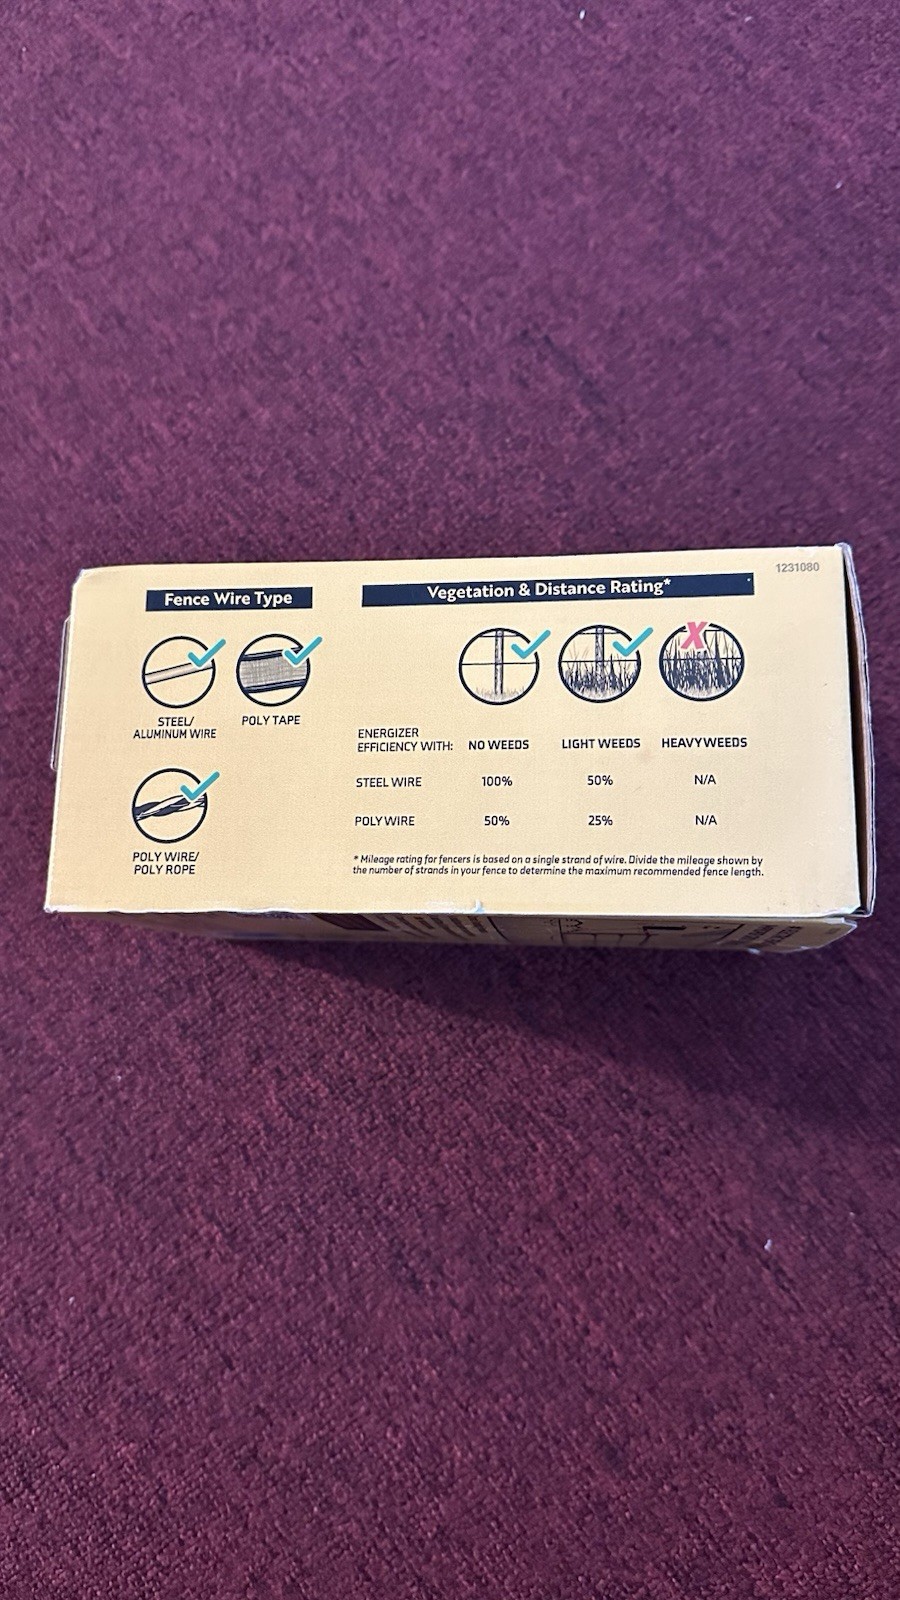 1231080
Fence Wire Type
STEEL/
ALUMINUM WIRE
POLY TAPE
POLY WIRE/
POLY ROPE
Vegetation & Distance Rating*
ENERGIZER
EFFICIENCY WITH: NO WEEDS LIGHT WEEDS HEAVY WEEDS
STEEL WIRE 100% 50% N/A
POLY WIRE 50% 25% N/A
* Mileage rating for fencers is based on a single strand of wire. Divide the mileage shown by
the number of strands in your fence to determine the maximum recommended fence length.